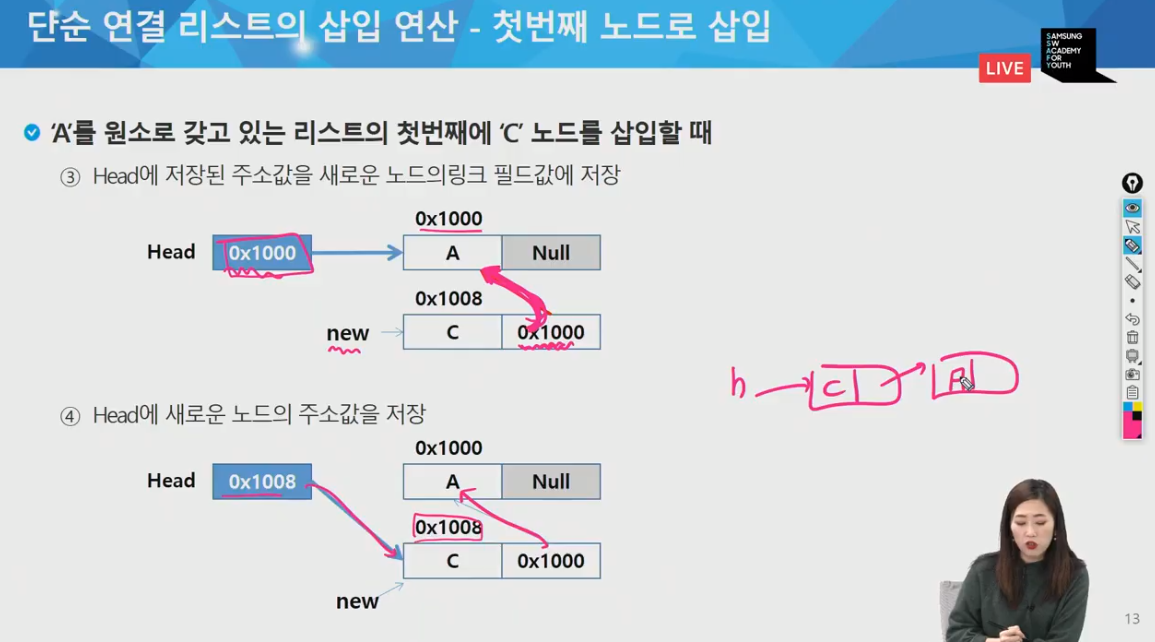 단순 연결 리스트의 삽입 연산 - 첫번째 노드로 삽입
SAMSUNG
SW
ACADEMY
FOR
YOUTH
LIVE
‘A’를 원소로 갖고 있는 리스트의 첫번째에 ‘C’ 노드를 삽입할 때
③ Head에 저장된 주소값을 새로운 노드의링크 필드값에 저장
0x1000
Head 0x1000 A Null
0x1008
new C 0x1000
h C A
④ Head에 새로운 노드의 주소값을 저장
0x1000
Head 0x1008 A Null
0x1008
C 0x1000
new
13